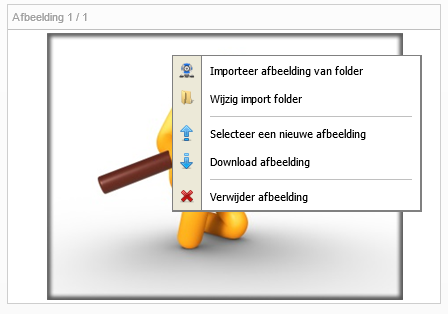 Afbeelding 1 / 1
Importeer afbeelding van folder
Wijzig import folder
Selecteer een nieuwe afbeelding
Download afbeelding
Verwijder afbeelding